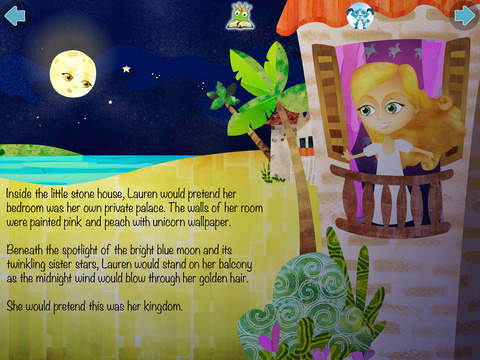 Inside the little stone house, Lauren would pretend her
bedroom was her own private palace. The walls of her room
were painted pink and peach with unicorn wallpaper.
Beneath the spotlight of the bright blue moon and its
twinkling sister stars, Lauren would stand on her balcony
as the midnight wind would blow through her golden hair.
She would pretend this was her kingdom.